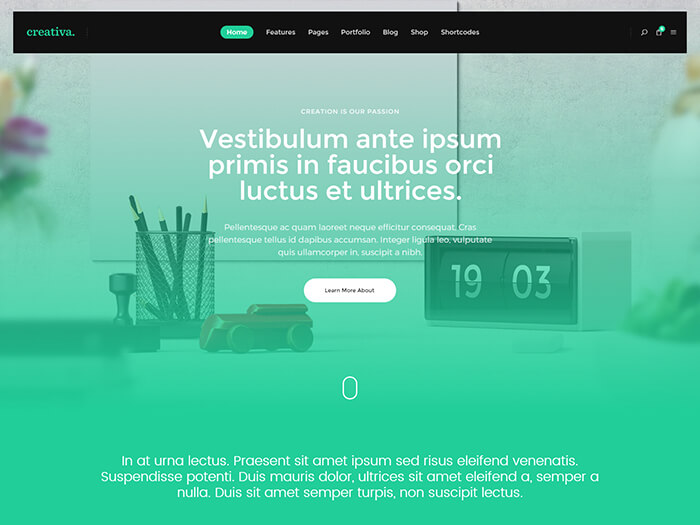 creativa.
Home Features Pages Portfolio Blog Shop Shortcodes
CREATION IS OUR PASSION
Vestibulum ante ipsum
primis in faucibus orci
luctus et ultrices.
Pellentesque ac quam laoreet neque efficitur consequat. Cras
pellentesque tellus id dapibus accumsan. Integer ligula leo, vulputate
quis ullamcorper in, suscipit a nibh.
19 03
Learn More About
In at urna lectus. Praesent sit amet ipsum sed risus eleifend venenatis.
Suspendisse potenti. Duis mauris dolor, ultrices sit amet eleifend a, semper a
nulla. Duis sit amet semper turpis, non suscipit lectus.